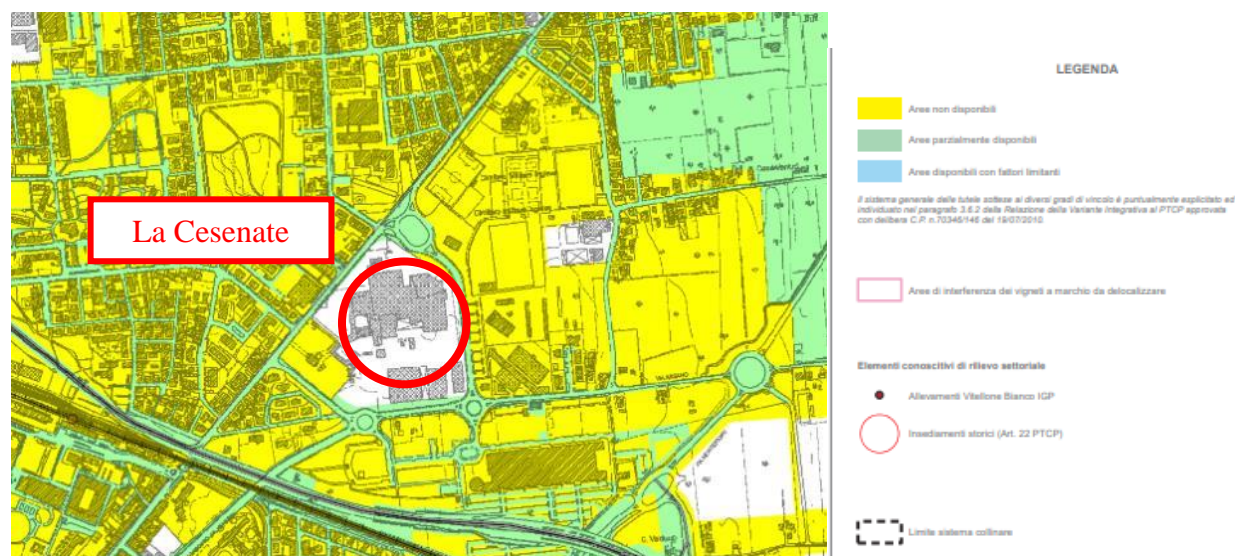 La Cesenate
LEGENDA
Aree non disponibili
Aree parzialmente disponibili
Aree disponibili con fattori limitanti
Il sistema generale delle tutele sottese ai diversi gradi di vincolo è puntualmente esplicitato ed
individuato nel paragrafo 3.6.2 della Relazione della Variante Integrativa al PTCP approvata
con delibera C.P. n.70346/146 del 19/07/2010.
Aree di interferenza dei vigneti a marchio da delocalizzare
Elementi conoscitivi di rilievo settoriale
Allevamenti Vitellone Bianco IGP
Insediamenti storici (Art. 22 PTCP)
Limite sistema collinare